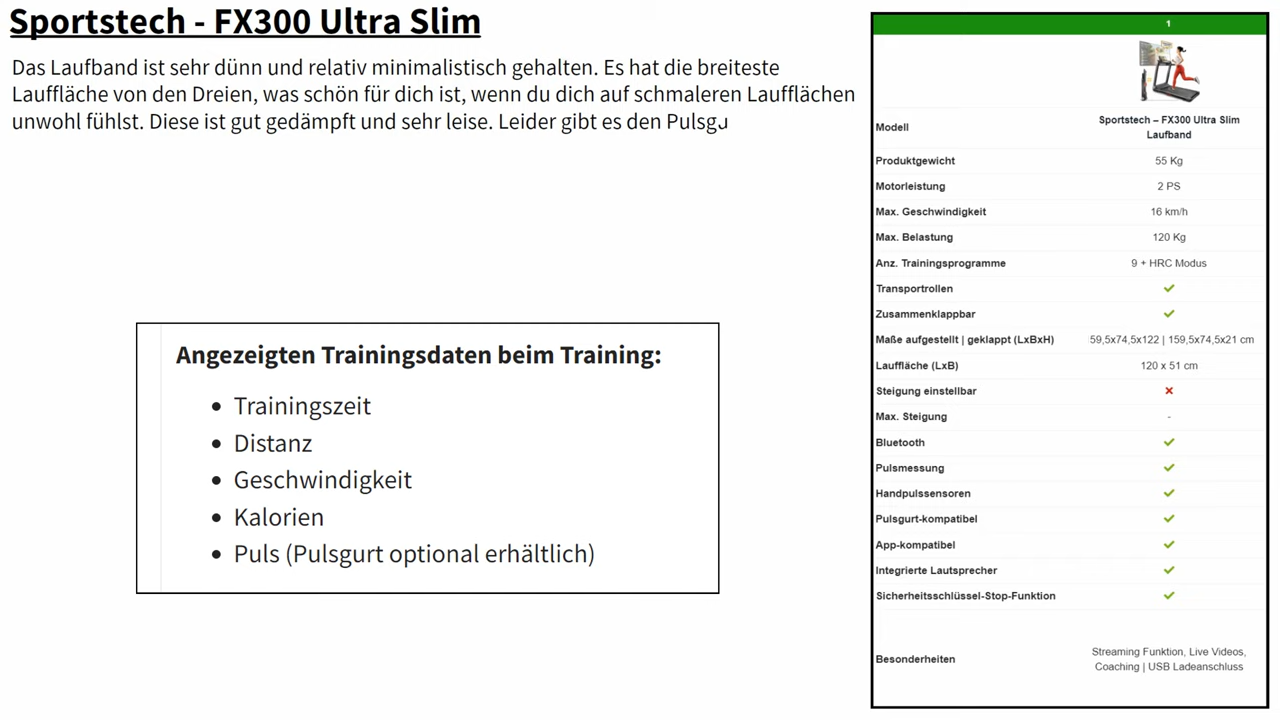 Sportstech - FX300 Ultra Slim
Das Laufband ist sehr dünn und relativ minimalistisch gehalten. Es hat die breiteste
Lauffläche von den Dreien, was schön für dich ist, wenn du dich auf schmaleren Laufflächen
unwohl fühlst. Diese ist gut gedämpft und sehr leise. Leider gibt es den Pulsgu
Angezeigten Trainingsdaten beim Training:
• Trainingszeit
• Distanz
• Geschwindigkeit
• Kalorien
• Puls (Pulsgurt optional erhältlich)
1
Modell Sportstech – FX300 Ultra Slim
Laufband
Produktgewicht 55 Kg
Motorleistung 2 PS
Max. Geschwindigkeit 16 km/h
Max. Belastung 120 Kg
Anz. Trainingsprogramme 9 + HRC Modus
Transportrollen
Zusammenklappbar
Maße aufgestellt | geklappt (LxBxH) 59,5x74,5x122 | 159,5x74,5x21 cm
Lauffläche (LxB) 120 x 51 cm
Steigung einstellbar
Max. Steigung -
Bluetooth
Pulsmessung
Handpulssensoren
Pulsgurt-kompatibel
App-kompatibel
Integrierte Lautsprecher
Sicherheitsschlüssel-Stop-Funktion
Besonderheiten Streaming Funktion, Live Videos,
Coaching | USB Ladeanschluss